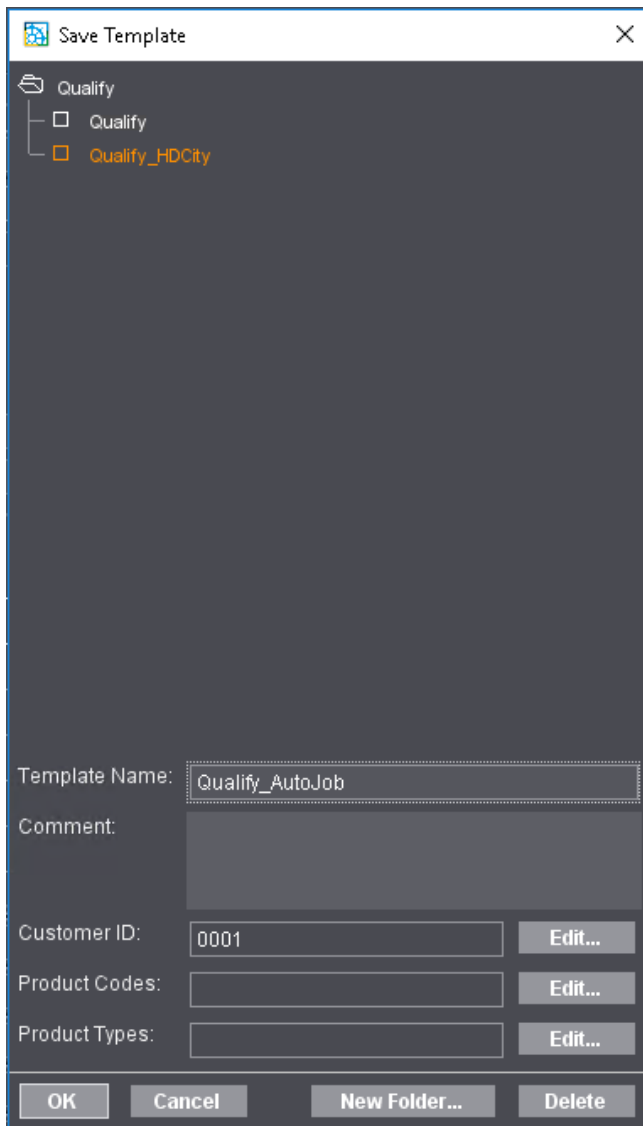 Save Template
Qualify
Qualify
Qualify_HDCity
Template Name: Qualify_AutoJob
Comment:
Customer ID: 0001 Edit...
Product Codes: Edit...
Product Types: Edit...
OK Cancel New Folder... Delete